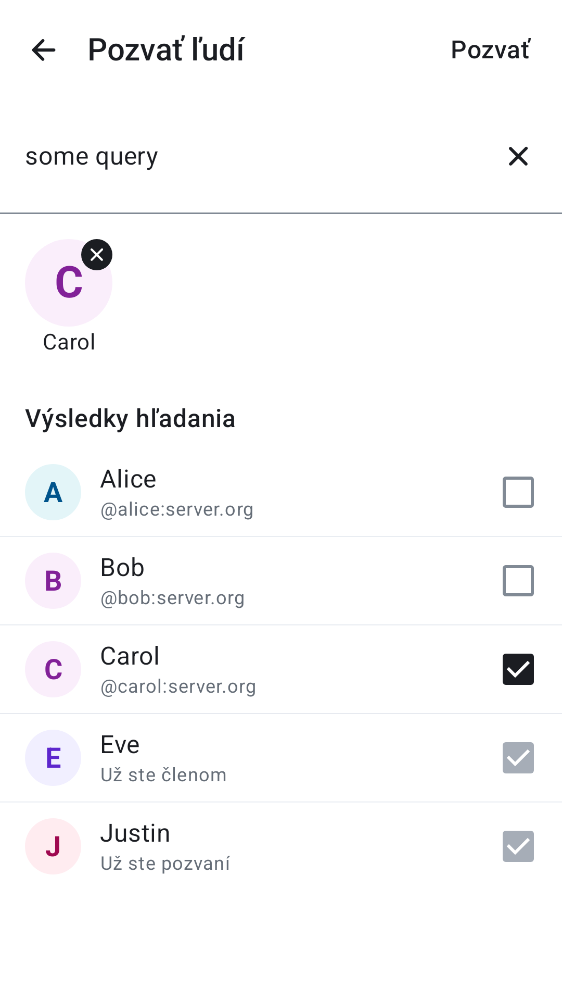 Pozvať ľudí
Pozvať
some query
C
Carol
Výsledky hľadania
A
Alice
@alice:server.org
B
Bob
@bob:server.org
C
Carol
@carol:server.org
E
Eve
Už ste členom
J
Justin
Už ste pozvaní